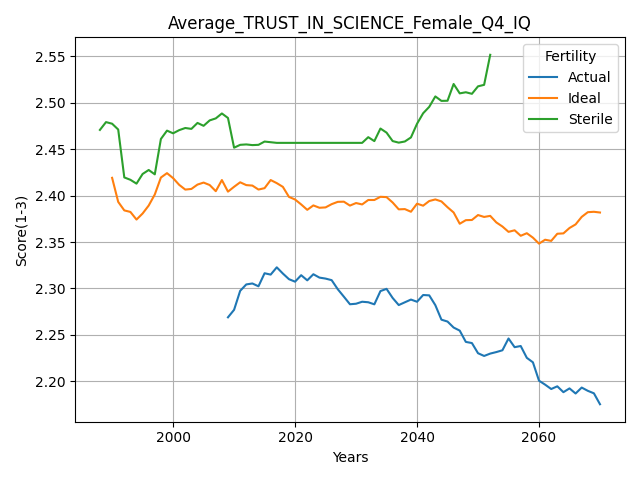 Average_TRUST_IN_SCIENCE_Female_Q4_IQ
Score(1-3)
2.55
2.50
2.45
2.40
2.35
2.30
2.25
2.20
Fertility
Actual
Ideal
Sterile
2000 2020 2040 2060
Years